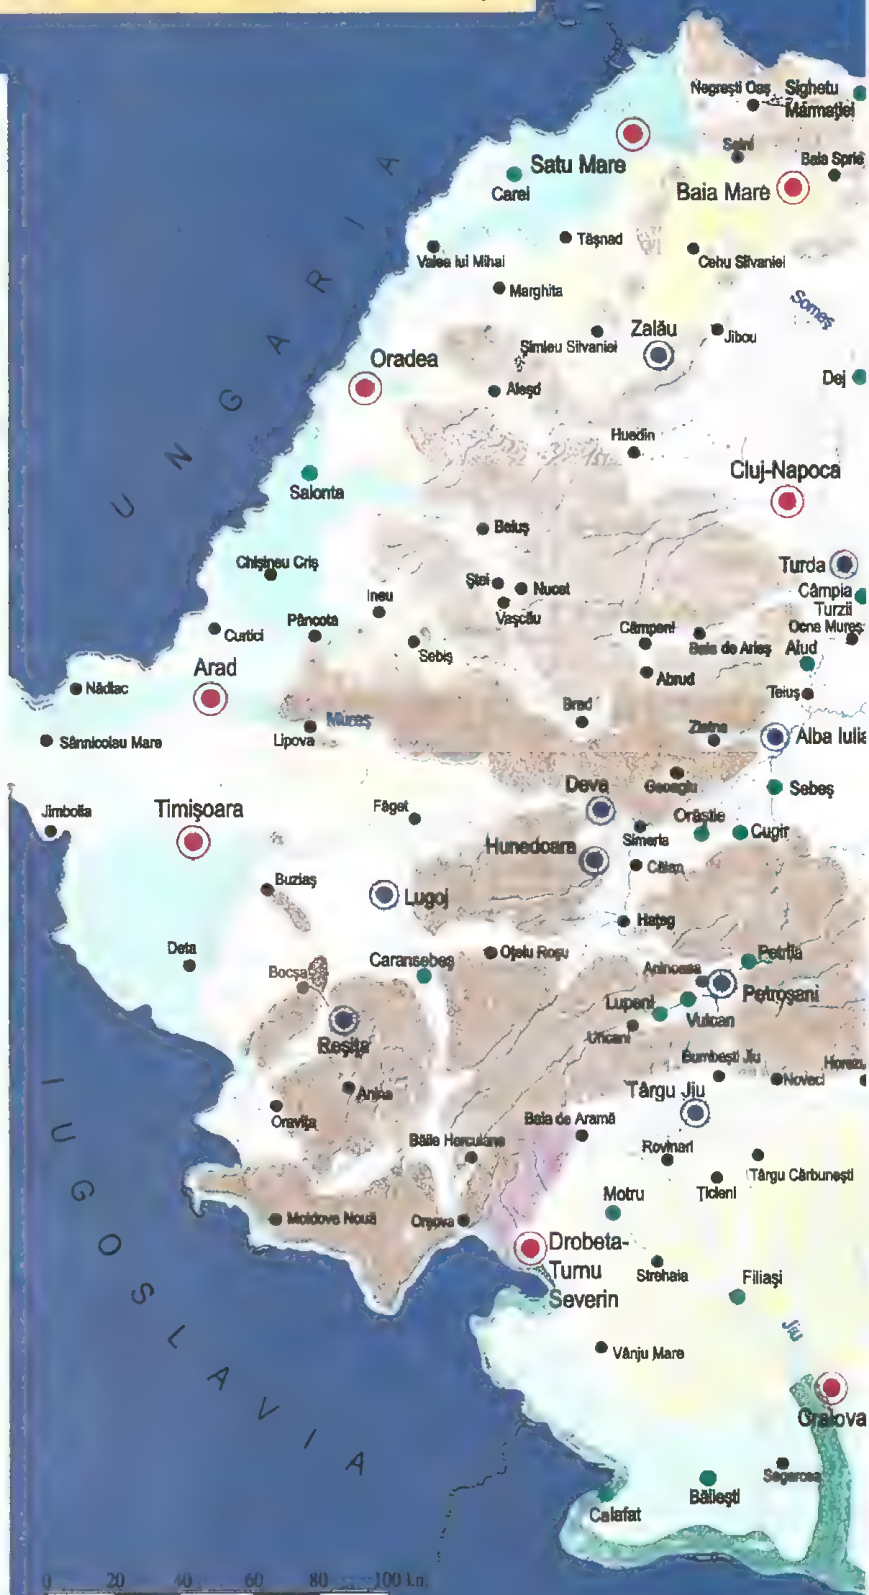 Negrești Oaș
Sighetu
Marmației
Satu Mare
Seini
Baia Sprie
Carei
Baia Mare
Tășnad
Valea lui Mihai
Cehu Silvaniei
Marghita
Someș
Șimleu Silvaniei
Zalău
Jibou
Oradea
Aleșd
Dej
Huedin
Cluj-Napoca
Salonta
UNGARIA
Beiuș
Turda
Chișineu Criș
Ștei
Nucet
Câmpia
Turzii
Ineu
Vașcău
Curtici
Pâncota
Sebiș
Câmpeni
Baia de Arieș
Ocna Mureș
Aiud
Arad
Abrud
Nădlac
Teiuș
Mureș
Brad
Sânnicolau Mare
Lipova
Zlatna
Alba Iulia
Deva
Geoagiu
Sebeș
Jimbolia
Timișoara
Făget
Orăștie
Cugir
Simeria
Hunedoara
Călan
Buziaș
Lugoj
Hațeg
Deta
Oțelu Roșu
Petrila
Bocșa
Caransebeș
Aninoasa
Petroșani
Lupeni
Vulcan
Reșița
Uricani
Bumbești Jiu
Horezu
Novaci
Anina
Târgu Jiu
Oravița
Baia de Aramă
Băile Herculane
Rovinari
Târgu Cărbunești
Țicleni
Motru
Moldova Nouă
Orșova
Drobeta-
Turnu
Severin
Strehaia
Filiași
IUGOSLAVIA
Jiu
Vânju Mare
Craiova
Segarcea
Băilești
Calafat
0 20 40 60 80 100 km